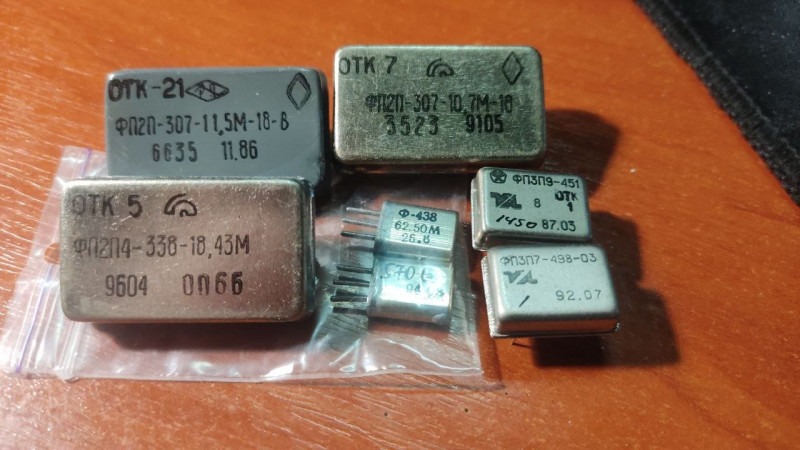 ОТК-21
ФП2П-307-11,5М-18-В
6635 11.86
ОТК 7
ФП2П-307-10,7М-18
3523 9105
ОТК 5
ФП2П4-338-18,43М
9604 0066
Ф-438
62.50М
26.8
ФП3П9-451
8 ОТК
1
1450 87.03
ФП3П7-498-03
92.07